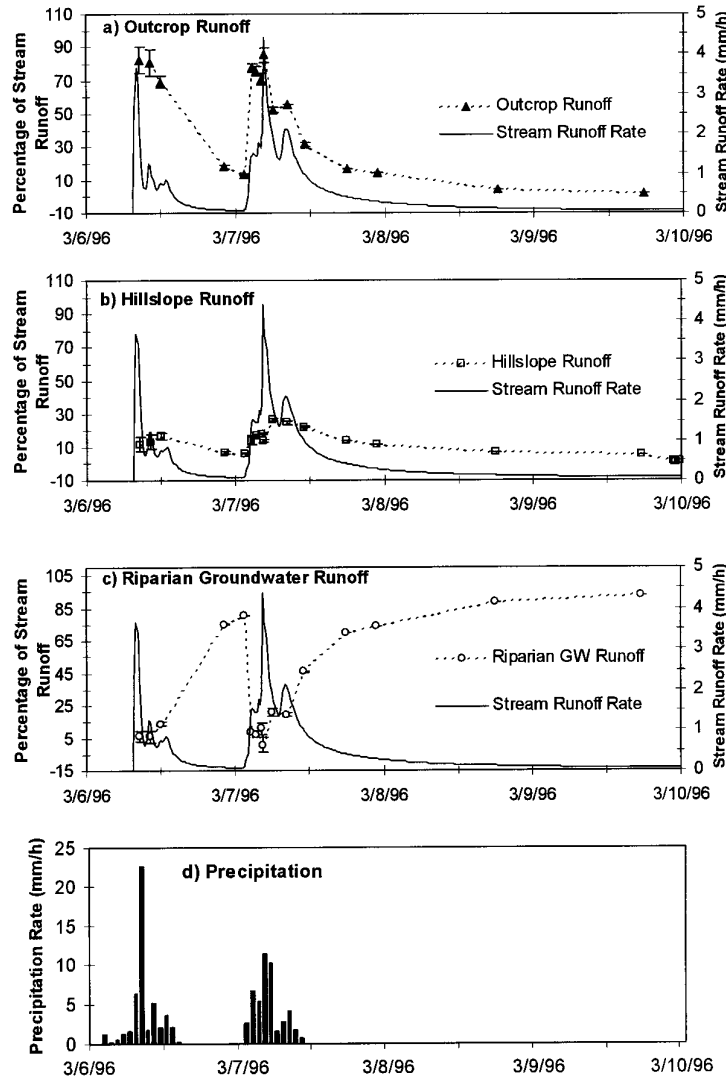 a) Outcrop Runoff
Percentage of Stream
Runoff
110
90
70
50
30
10
-10
5
4
3
2
1
0
Stream Runoff Rate (mm/h)
Outcrop Runoff
Stream Runoff Rate
3/6/96 3/7/96 3/8/96 3/9/96 3/10/96
b) Hillslope Runoff
Percentage of Stream
Runoff
110
90
70
50
30
10
-10
5
4
3
2
1
0
Stream Runoff Rate (mm/h)
Hillslope Runoff
Stream Runoff Rate
3/6/96 3/7/96 3/8/96 3/9/96 3/10/96
c) Riparian Groundwater Runoff
Percentage of Stream
Runoff
105
85
65
45
25
5
-15
5
4
3
2
1
0
Stream Runoff Rate (mm/h)
Riparian GW Runoff
Stream Runoff Rate
3/6/96 3/7/96 3/8/96 3/9/96 3/10/96
d) Precipitation
Precipitation Rate (mm/h)
25
20
15
10
5
0
3/6/96 3/7/96 3/8/96 3/9/96 3/10/96